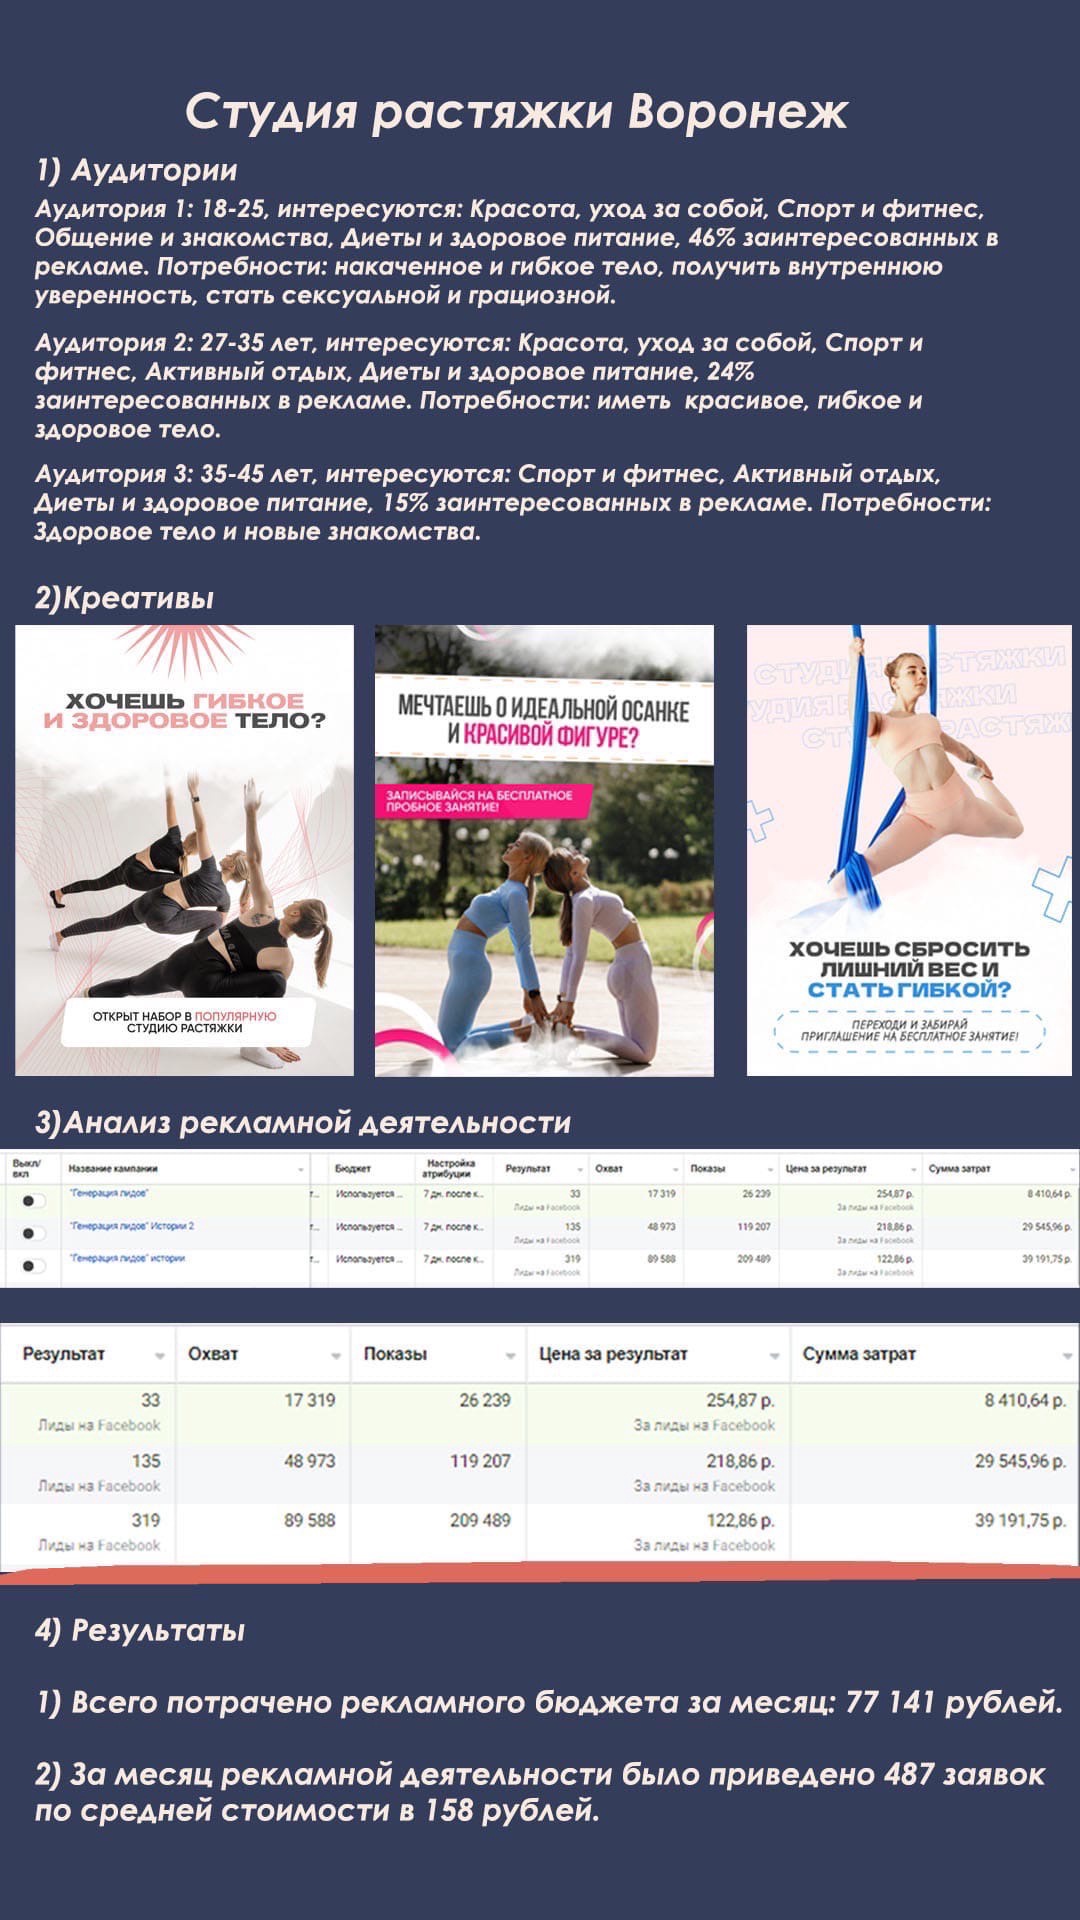 Студия растяжки Воронеж
1) Аудитории
Аудитория 1: 18-25, интересуются: Красота, уход за собой, Спорт и фитнес,
Общение и знакомства, Диеты и здоровое питание, 46% заинтересованных в
рекламе. Потребности: накаченное и гибкое тело, получить внутреннюю
уверенность, стать сексуальной и грациозной.
Аудитория 2: 27-35 лет, интересуются: Красота, уход за собой, Спорт и
фитнес, Активный отдых, Диеты и здоровое питание, 24%
заинтересованных в рекламе. Потребности: иметь красивое, гибкое и
здоровое тело.
Аудитория 3: 35-45 лет, интересуются: Спорт и фитнес, Активный отдых,
Диеты и здоровое питание, 15% заинтересованных в рекламе. Потребности:
Здоровое тело и новые знакомства.
2)Креативы
ХОЧЕШЬ ГИБКОЕ
И ЗДОРОВОЕ ТЕЛО?
ОТКРЫТ НАБОР В ПОПУЛЯРНУЮ
СТУДИЮ РАСТЯЖКИ
МЕЧТАЕШЬ О ИДЕАЛЬНОЙ ОСАНКЕ
И КРАСИВОЙ ФИГУРЕ?
ЗАПИСЫВАЙСЯ НА БЕСПЛАТНОЕ
ПРОБНОЕ ЗАНЯТИЕ!
ХОЧЕШЬ СБРОСИТЬ
ЛИШНИЙ ВЕС И
СТАТЬ ГИБКОЙ?
ПЕРЕХОДИ И ЗАБИРАЙ
ПРИГЛАШЕНИЕ НА БЕСПЛАТНОЕ ЗАНЯТИЕ!
3)Анализ рекламной деятельности
Выкл/вкл Название кампании Бюджет Настройка атрибуции Результат Охват Показы Цена за результат Сумма затрат
"Генерация лидов" т... Используется ... 7 дн. после к... 33 17 319 26 239 254,87 р. 8 410,64 р.
Лиды на Facebook За лиды на Facebook
"Генерация лидов" Истории 2 т... Используется ... 7 дн. после к... 135 48 973 119 207 218,86 р. 29 545,96 р.
Лиды на Facebook За лиды на Facebook
"Генерация лидов" истории т... Используется ... 7 дн. после к... 319 89 588 209 489 122,86 р. 39 191,75 р.
Лиды на Facebook За лиды на Facebook
Результат Охват Показы Цена за результат Сумма затрат
33 17 319 26 239 254,87 р. 8 410,64 р.
Лиды на Facebook За лиды на Facebook
135 48 973 119 207 218,86 р. 29 545,96 р.
Лиды на Facebook За лиды на Facebook
319 89 588 209 489 122,86 р. 39 191,75 р.
Лиды на Facebook За лиды на Facebook
4) Результаты
1) Всего потрачено рекламного бюджета за месяц: 77 141 рублей.
2) За месяц рекламной деятельности было приведено 487 заявок
по средней стоимости в 158 рублей.